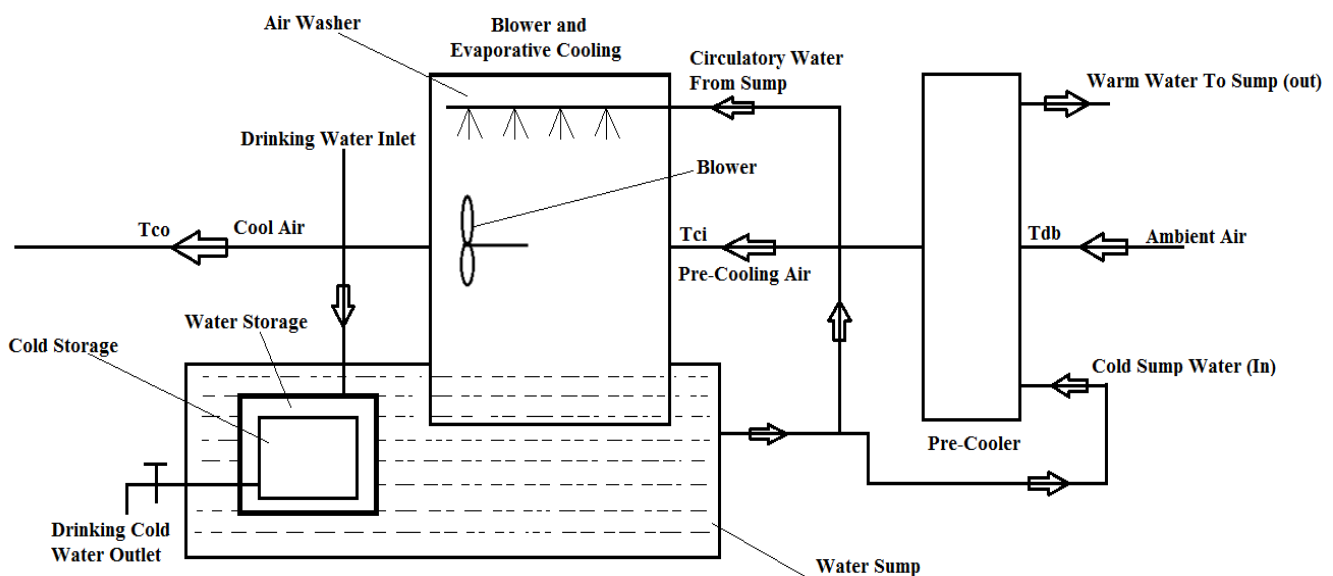 Air Washer
Blower and
Evaporative Cooling
Circulatory Water
From Sump
Warm Water To Sump (out)
Drinking Water Inlet
Blower
Tco
Cool Air
Tci
Pre-Cooling Air
Tdb
Ambient Air
Water Storage
Cold Storage
Cold Sump Water (In)
Pre-Cooler
Drinking Cold
Water Outlet
Water Sump